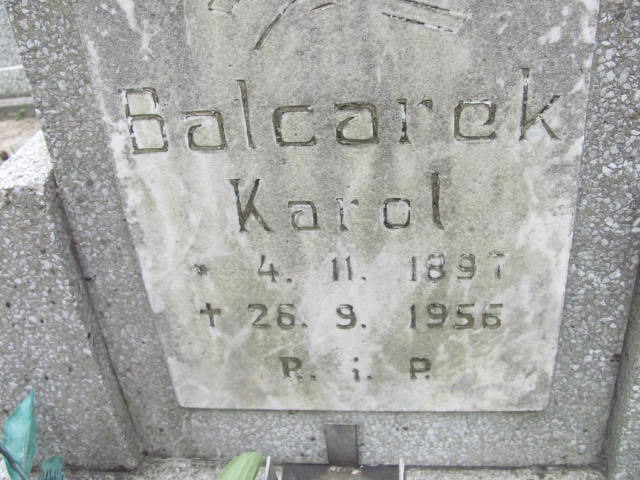 Balcarek
Karol
* 4. 11. 1897
† 26. 9. 1956
R. i. P.